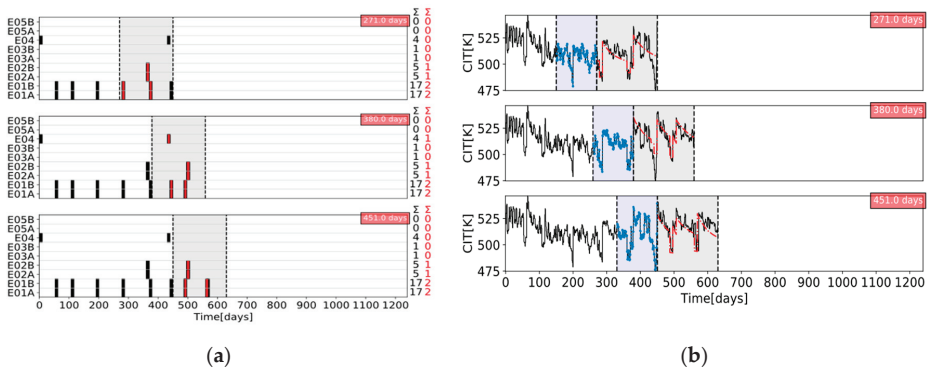 Σ Σ
E05B 0 0
E05A 0 0
E04 4 0
E03B 1 0
E03A 1 0
E02B 5 1
E02A 5 1
E01B 17 2
E01A 17 2
271.0 days
Σ Σ
E05B 0 0
E05A 0 0
E04 4 1
E03B 1 0
E03A 1 0
E02B 5 1
E02A 5 1
E01B 17 2
E01A 17 2
380.0 days
Σ Σ
E05B 0 0
E05A 0 0
E04 4 0
E03B 1 0
E03A 1 0
E02B 5 1
E02A 5 1
E01B 17 2
E01A 17 2
451.0 days
0 100 200 300 400 500 600 700 800 900 1000 1100 1200
Time[days]
(a)
CIT[K]
525
500
475
271.0 days
CIT[K]
525
500
475
380.0 days
CIT[K]
525
500
475
451.0 days
0 100 200 300 400 500 600 700 800 900 1000 1100 1200
Time[days]
(b)